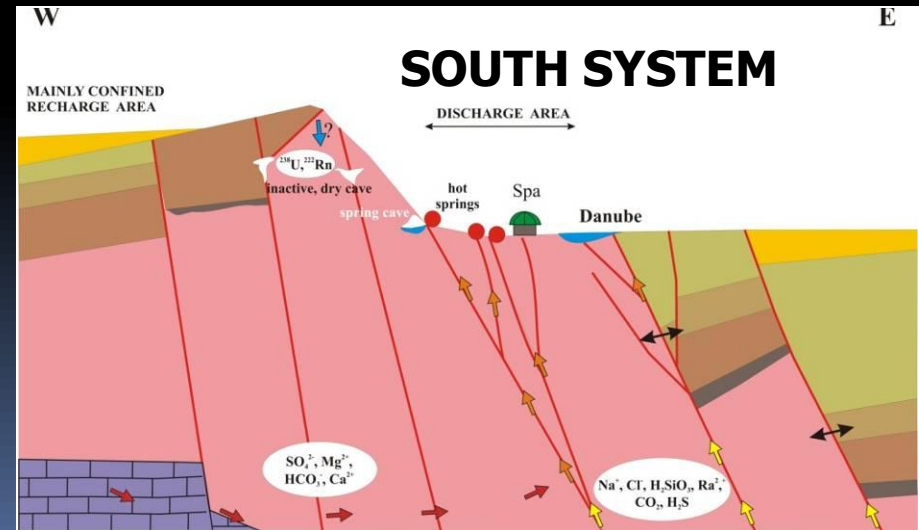 W
E
SOUTH SYSTEM
MAINLY CONFINED
RECHARGE AREA
DISCHARGE AREA
?
²³⁸U,²²²Rn
inactive, dry cave
spring cave
hot
springs
Spa
Danube
SO₄²⁻, Mg²⁺,
HCO₃⁻, Ca²⁺
Na⁺, Cl⁻, H₂SiO₃, Ra²,⁺
CO₂, H₂S